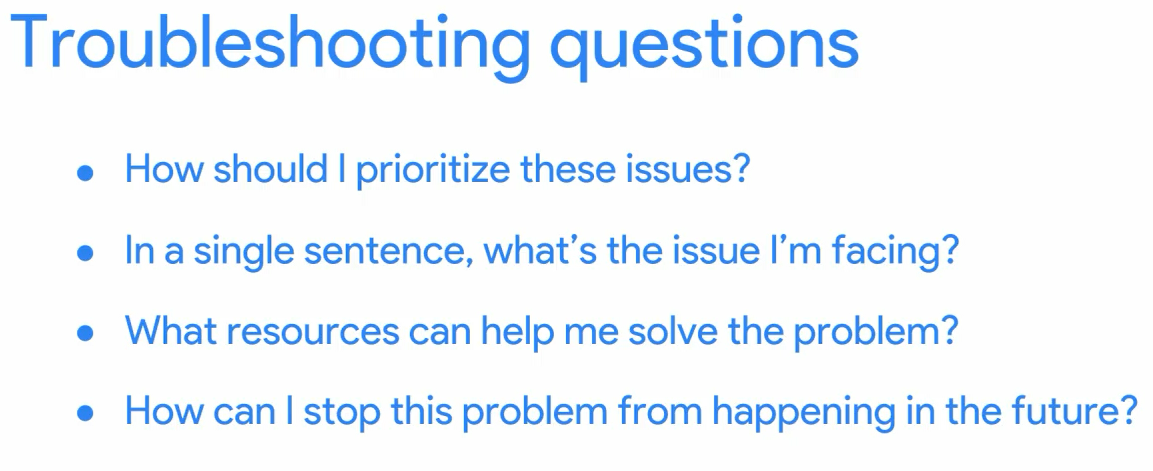 Troubleshooting questions
• How should I prioritize these issues?
• In a single sentence, what’s the issue I’m facing?
• What resources can help me solve the problem?
• How can I stop this problem from happening in the future?